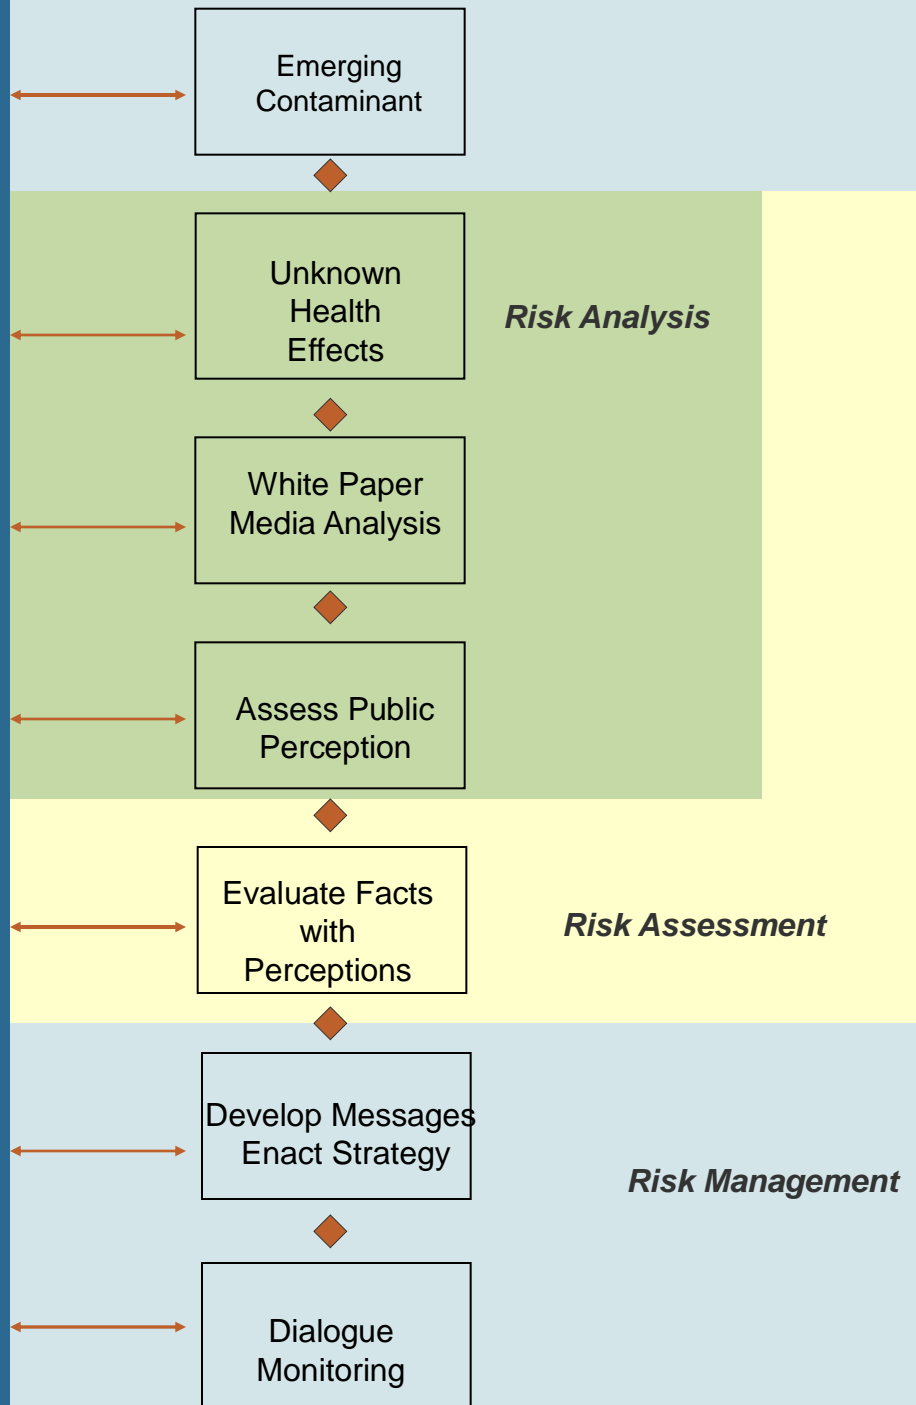 Emerging
Contaminant
Unknown
Health
Effects
Risk Analysis
White Paper
Media Analysis
Assess Public
Perception
Evaluate Facts
with
Perceptions
Risk Assessment
Develop Messages
Enact Strategy
Risk Management
Dialogue
Monitoring